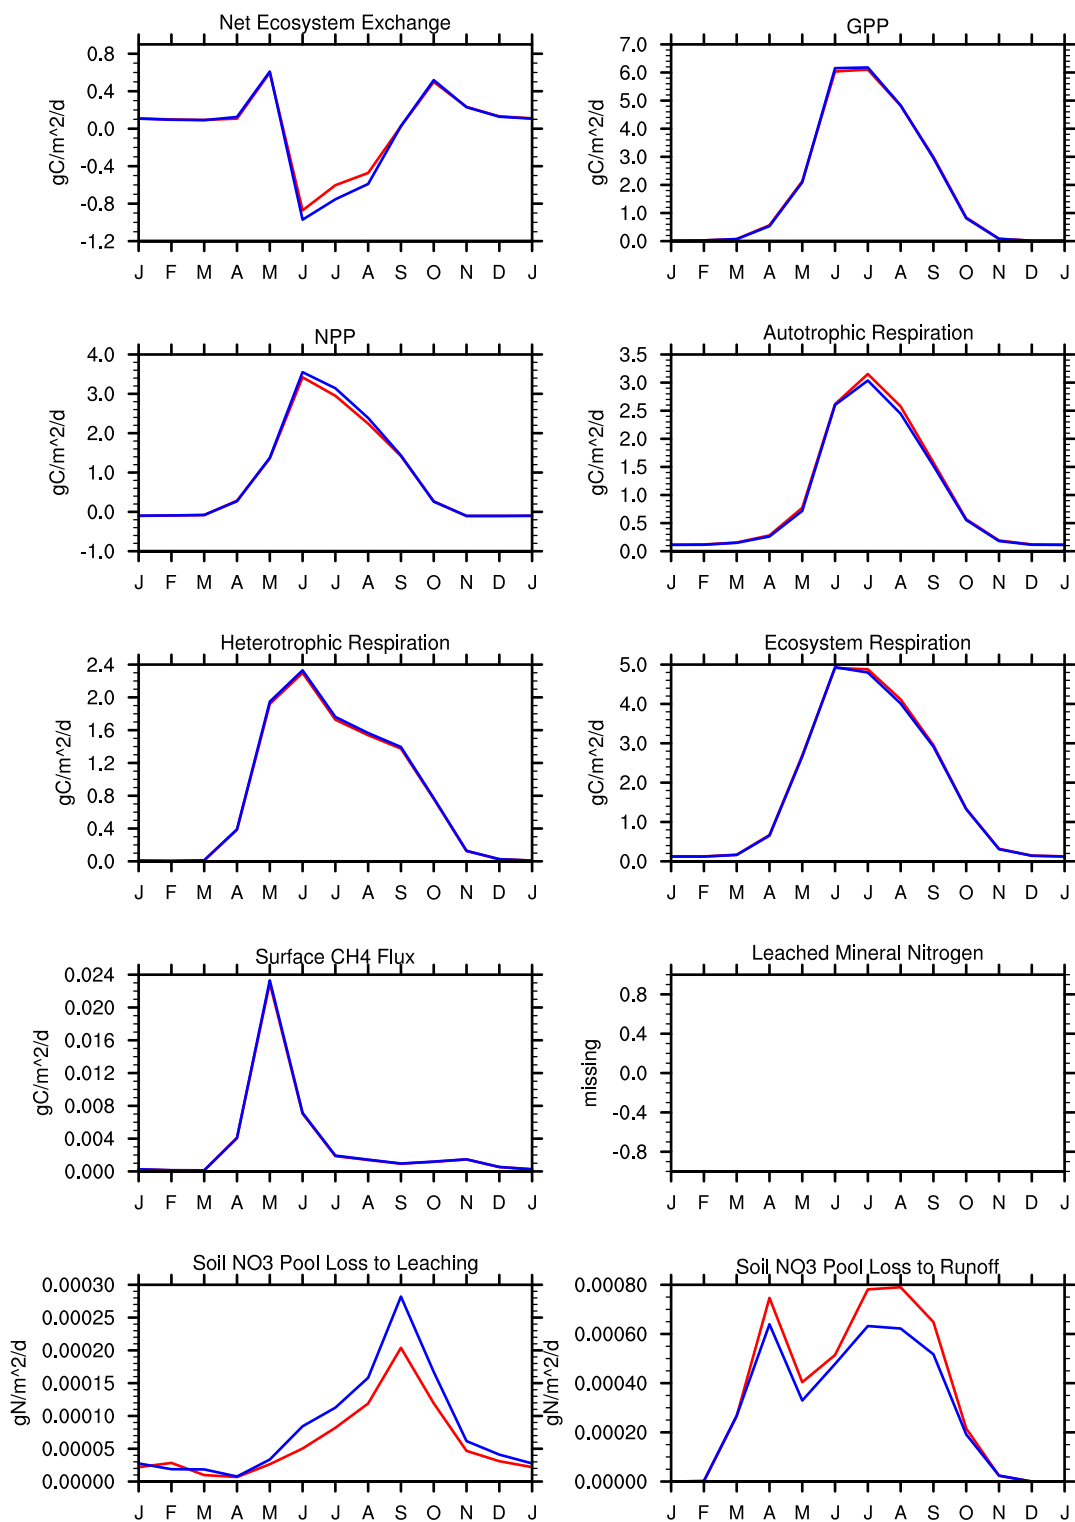 Net Ecosystem Exchange
gC/m^2/d
0.8
0.4
0.0
-0.4
-0.8
-1.2
J F M A M J J A S O N D J
GPP
gC/m^2/d
7.0
6.0
5.0
4.0
3.0
2.0
1.0
0.0
J F M A M J J A S O N D J
NPP
gC/m^2/d
4.0
3.0
2.0
1.0
0.0
-1.0
J F M A M J J A S O N D J
Autotrophic Respiration
gC/m^2/d
3.5
3.0
2.5
2.0
1.5
1.0
0.5
0.0
J F M A M J J A S O N D J
Heterotrophic Respiration
gC/m^2/d
2.4
2.0
1.6
1.2
0.8
0.4
0.0
J F M A M J J A S O N D J
Ecosystem Respiration
gC/m^2/d
5.0
4.0
3.0
2.0
1.0
0.0
J F M A M J J A S O N D J
Surface CH4 Flux
gC/m^2/d
0.024
0.020
0.016
0.012
0.008
0.004
0.000
J F M A M J J A S O N D J
Leached Mineral Nitrogen
missing
0.8
0.4
0.0
-0.4
-0.8
J F M A M J J A S O N D J
Soil NO3 Pool Loss to Leaching
gN/m^2/d
0.00030
0.00025
0.00020
0.00015
0.00010
0.00005
0.00000
J F M A M J J A S O N D J
Soil NO3 Pool Loss to Runoff
gN/m^2/d
0.00080
0.00060
0.00040
0.00020
0.00000
J F M A M J J A S O N D J